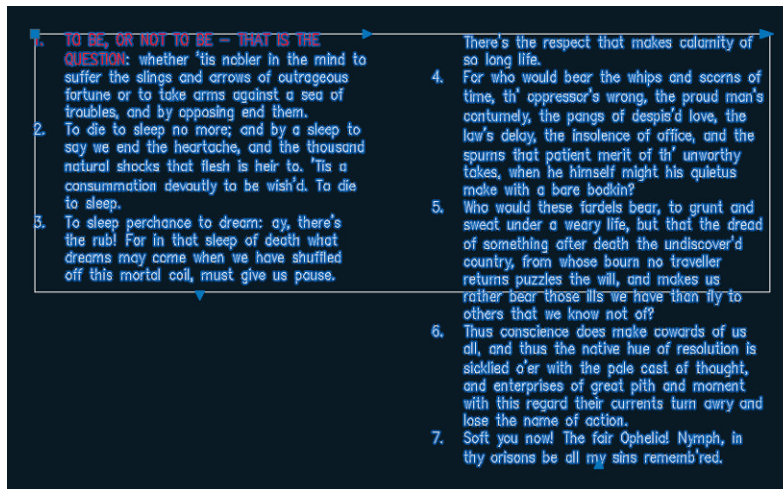 1. TO BE, OR NOT TO BE – THAT IS THE
QUESTION: whether 'tis nobler in the mind to
suffer the slings and arrows of outrageous
fortune or to take arms against a sea of
troubles, and by opposing end them.
2. To die to sleep no more; and by a sleep to
say we end the heartache, and the thousand
natural shocks that flesh is heir to. 'Tis a
consummation devoutly to be wish'd. To die
to sleep.
3. To sleep perchance to dream: ay, there's
the rub! For in that sleep of death what
dreams may come when we have shuffled
off this mortal coil, must give us pause.
There's the respect that makes calamity of
so long life.
4. For who would bear the whips and scorns of
time, th' oppressor's wrong, the proud man's
contumely, the pangs of despis'd love, the
law's delay, the insolence of office, and the
spurns that patient merit of th' unworthy
takes, when he himself might his quietus
make with a bare bodkin?
5. Who would these fardels bear, to grunt and
sweat under a weary life, but that the dread
of something after death the undiscover'd
country, from whose bourn no traveller
returns puzzles the will, and makes us
rather bear those ills we have than fly to
others that we know not of?
6. Thus conscience does make cowards of us
all, and thus the native hue of resolution is
sicklied o'er with the pale cast of thought,
and enterprises of great pith and moment
with this regard their currents turn awry and
lose the name of action.
7. Soft you now! The fair Ophelia! Nymph, in
thy orisons be all my sins rememb'red.